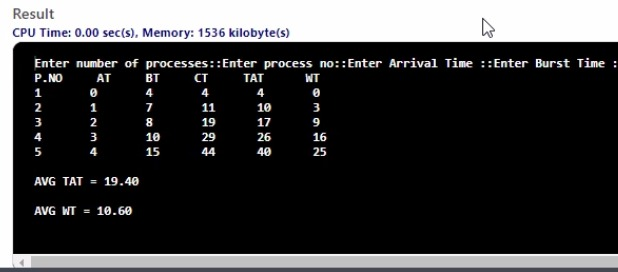 Result
CPU Time: 0.00 sec(s), Memory: 1536 kilobyte(s)
Enter number of processes::Enter process no::Enter Arrival Time ::Enter Burst Time :
P.NO AT BT CT TAT WT
1 0 4 4 4 0
2 1 7 11 10 3
3 2 8 19 17 9
4 3 10 29 26 16
5 4 15 44 40 25
AVG TAT = 19.40
AVG WT = 10.60